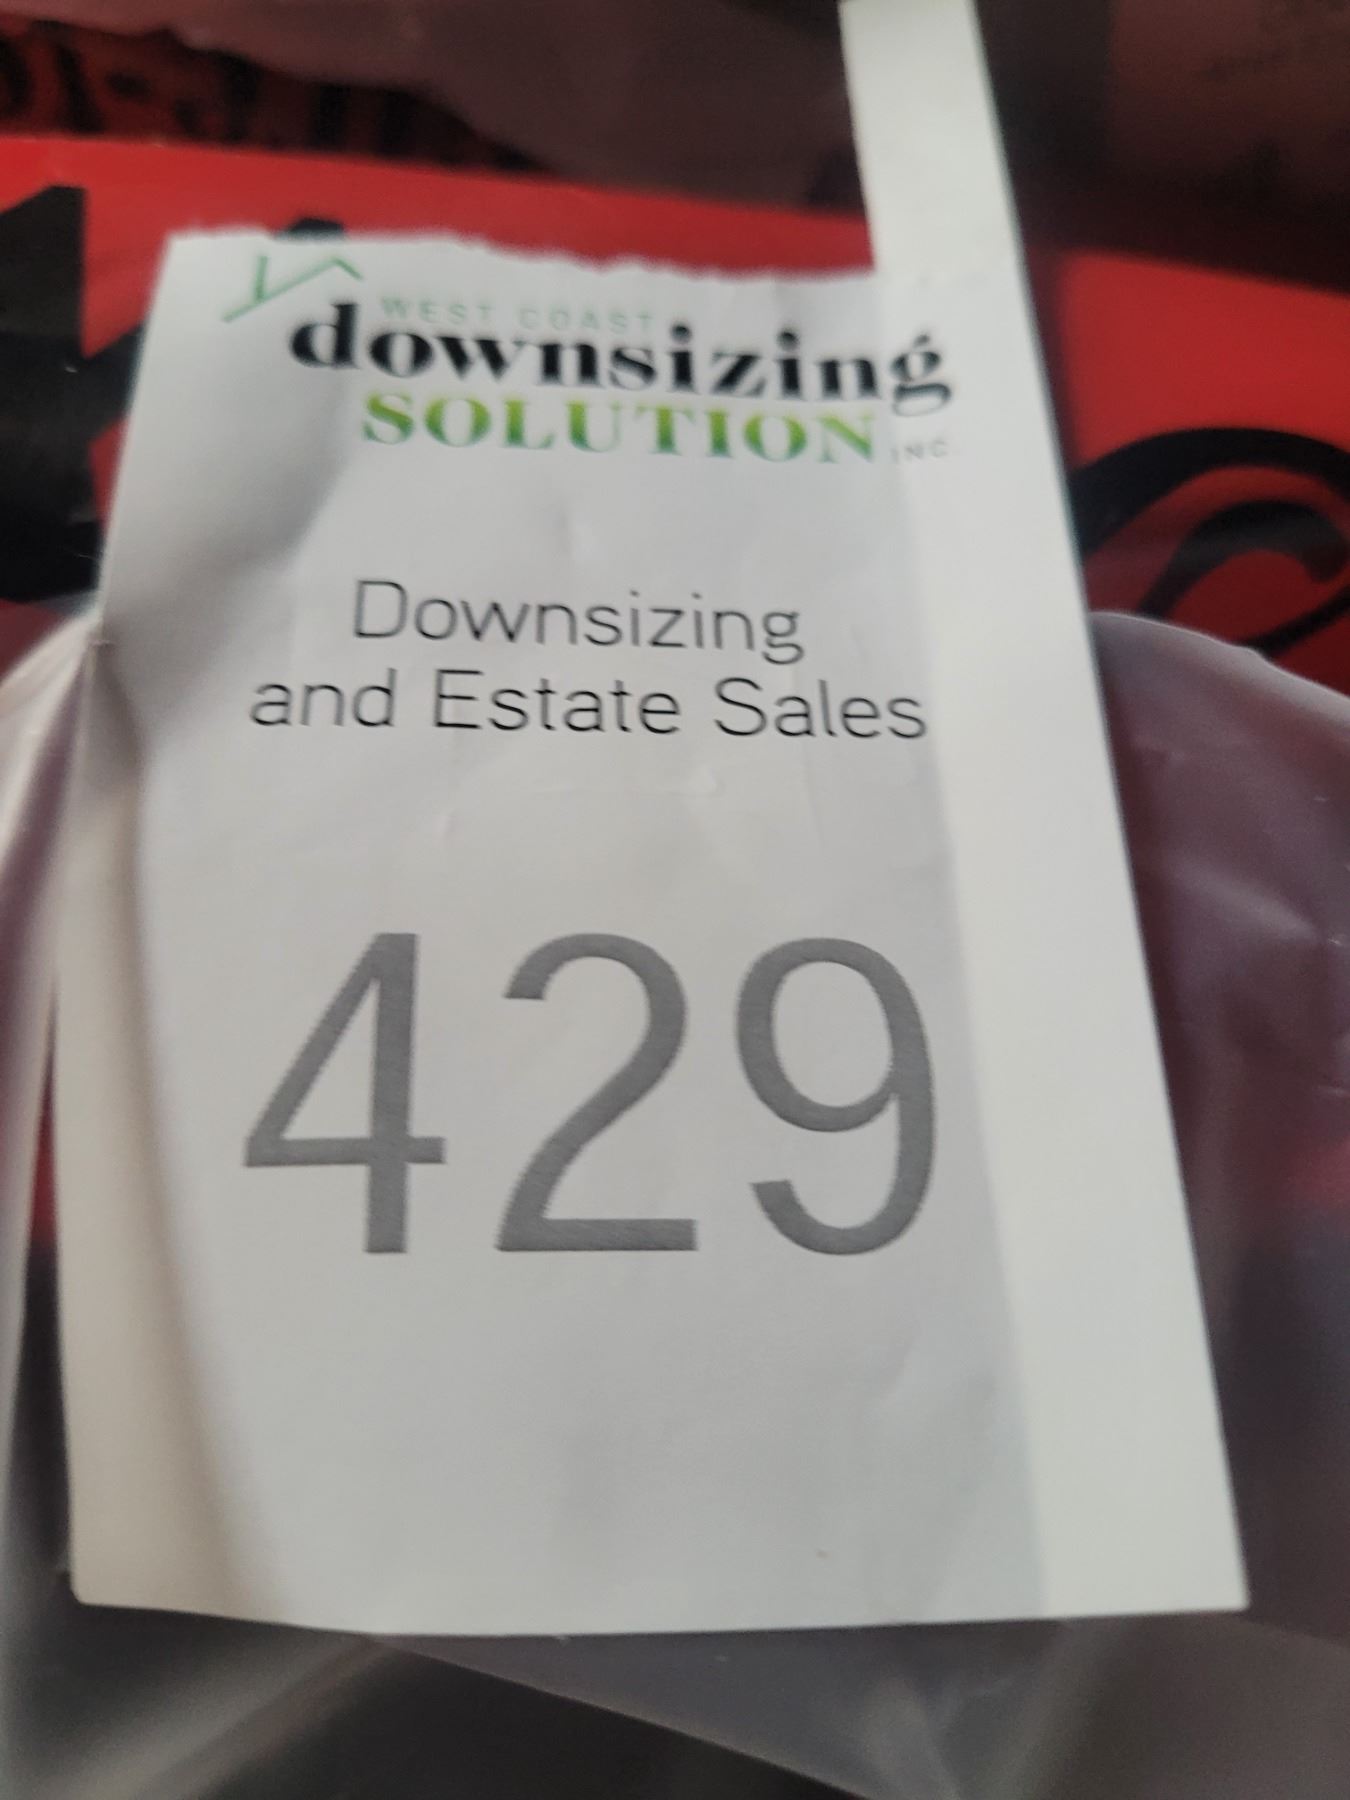 WEST COAST
downsizing
SOLUTION INC
Downsizing
and Estate Sales
429